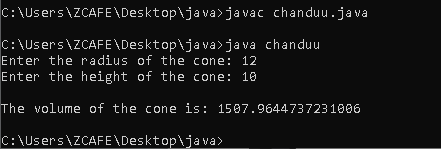 C:\Users\ZCAFE\Desktop\java>javac chanduu.java
C:\Users\ZCAFE\Desktop\java>java chanduu
Enter the radius of the cone: 12
Enter the height of the cone: 10
The volume of the cone is: 1507.9644737231006
C:\Users\ZCAFE\Desktop\java>